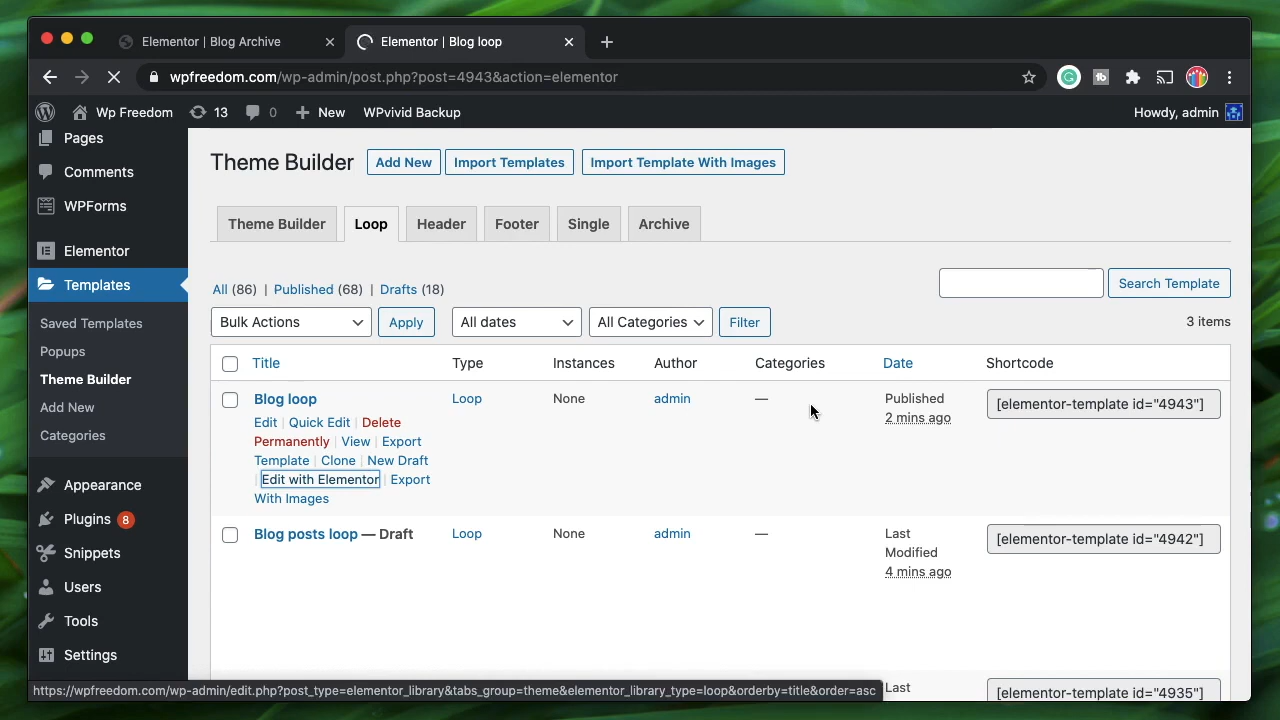 Elementor | Blog Archive
Elementor | Blog loop
wpfreedom.com/wp-admin/post.php?post=4943&action=elementor
Wp Freedom 13 0 New WPvivid Backup Howdy, admin
Pages
Comments
WPForms
Elementor
Templates
Saved Templates
Popups
Theme Builder
Add New
Categories
Appearance
Plugins 8
Snippets
Users
Tools
Settings
Theme Builder Add New Import Templates Import Template With Images
Theme Builder Loop Header Footer Single Archive
All (86) | Published (68) | Drafts (18)
Search Template
Bulk Actions Apply All dates All Categories Filter 3 items
Title Type Instances Author Categories Date Shortcode
Blog loop Loop None admin — Published [elementor-template id="4943"]
2 mins ago
Edit | Quick Edit | Delete
Permanently | View | Export
Template | Clone | New Draft
| Edit with Elementor | Export
With Images
Blog posts loop — Draft Loop None admin — Last [elementor-template id="4942"]
Modified
4 mins ago
Last [elementor-template id="4935"]
https://wpfreedom.com/wp-admin/edit.php?post_type=elementor_library&tabs_group=theme&elementor_library_type=loop&orderby=title&order=asc